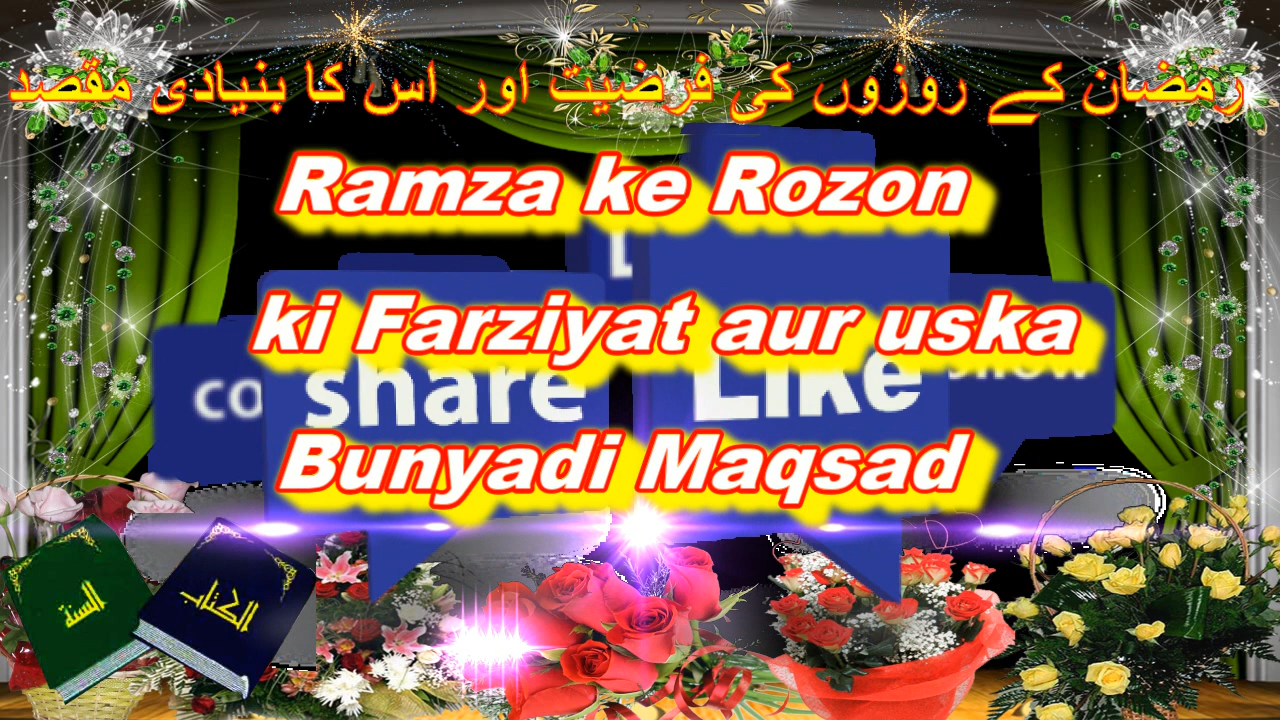 رمضان کے روزوں کی فرضیت اور اس کا بنیادی مقصد
Ramza ke Rozon
ki Farziyat aur uska
share
Like
Bunyadi Maqsad
السنة
الكتاب